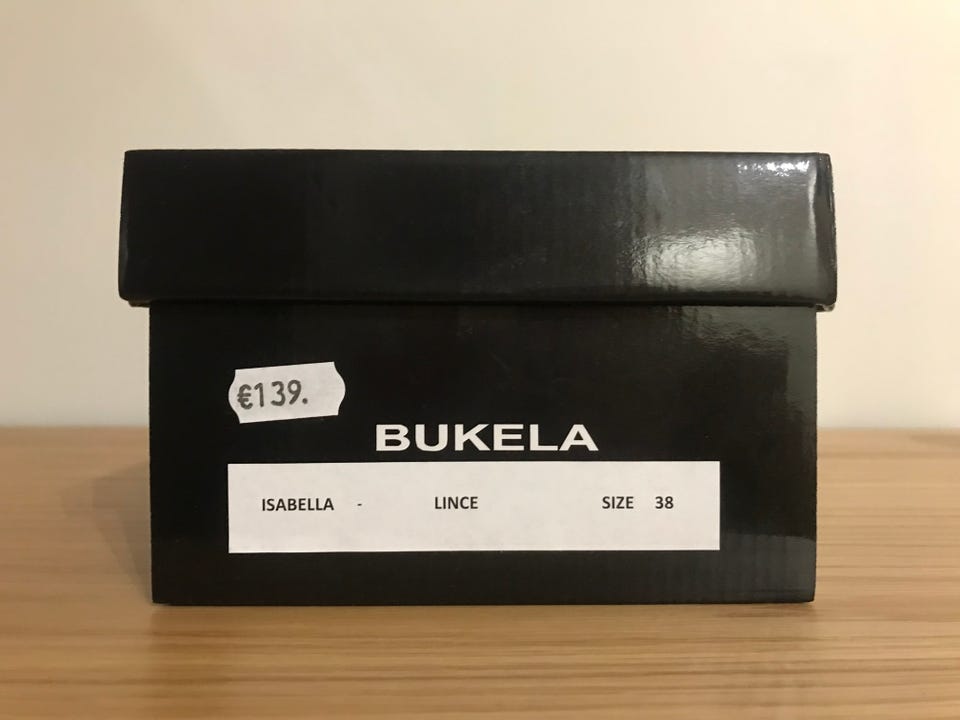 €139.
BUKELA
ISABELLA - LINCE SIZE 38